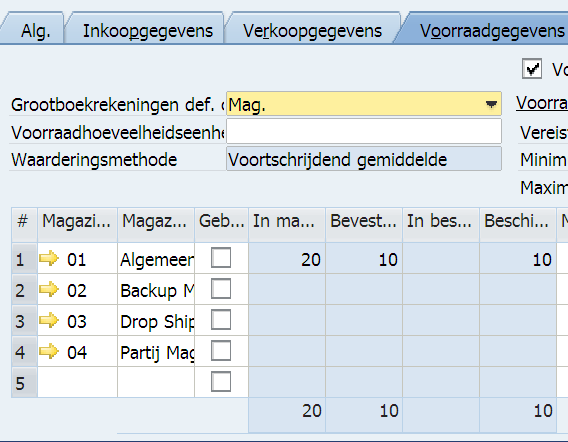 Alg. Inkoopgegevens Verkoopgegevens Voorraadgegevens
Vo
Grootboekrekeningen def. d Mag. Voorra
Voorraadhoeveelheidseenhe Vereist
Waarderingsmethode Voortschrijdend gemiddelde Minim
Maxim
# Magazi... Magaz... Geb... In ma... Bevest... In bes... Beschi...
1 01 Algemeen 20 10 10
2 02 Backup M
3 03 Drop Ship
4 04 Partij Mag
5
20 10 10